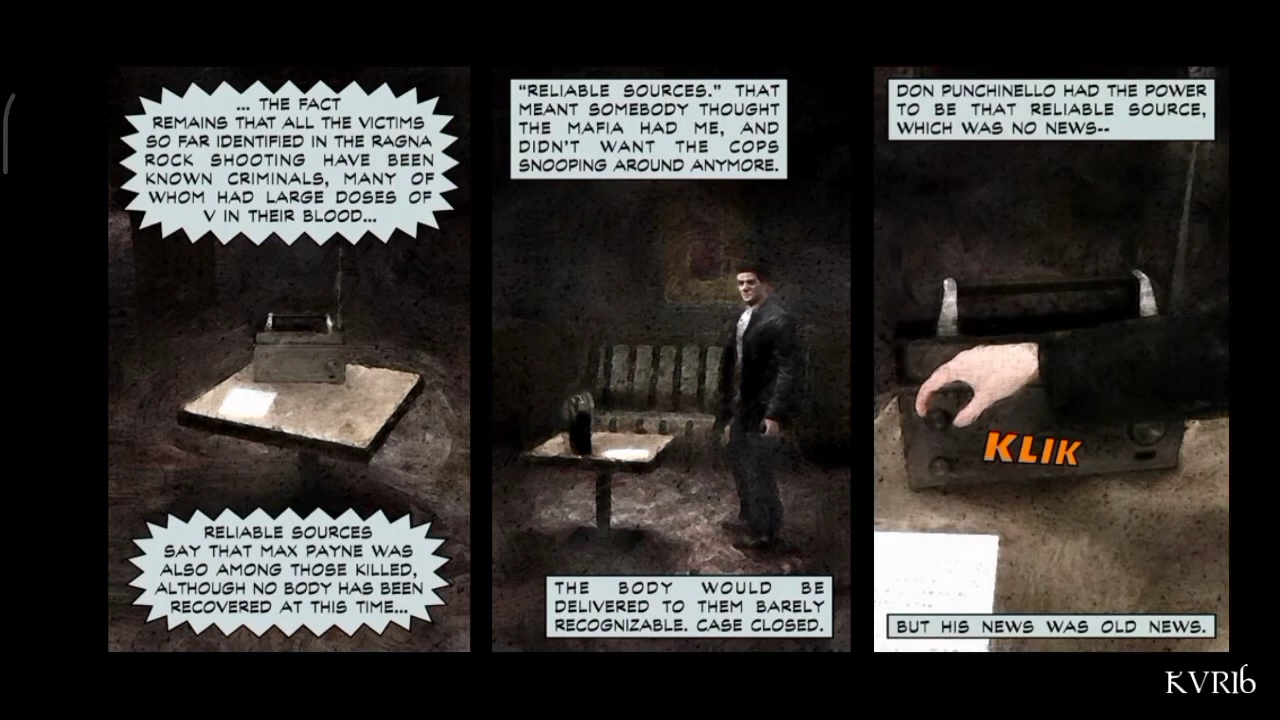 ... THE FACT
REMAINS THAT ALL THE VICTIMS
SO FAR IDENTIFIED IN THE RAGNA
ROCK SHOOTING HAVE BEEN
KNOWN CRIMINALS, MANY OF
WHOM HAD LARGE DOSES OF
V IN THEIR BLOOD...
RELIABLE SOURCES
SAY THAT MAX PAYNE WAS
ALSO AMONG THOSE KILLED,
ALTHOUGH NO BODY HAS BEEN
RECOVERED AT THIS TIME...
“RELIABLE SOURCES.” THAT
MEANT SOMEBODY THOUGHT
THE MAFIA HAD ME, AND
DIDN'T WANT THE COPS
SNOOPING AROUND ANYMORE.
THE BODY WOULD BE
DELIVERED TO THEM BARELY
RECOGNIZABLE. CASE CLOSED.
DON PUNCHINELLO HAD THE POWER
TO BE THAT RELIABLE SOURCE,
WHICH WAS NO NEWS--
KLIK
BUT HIS NEWS WAS OLD NEWS.
KVR16